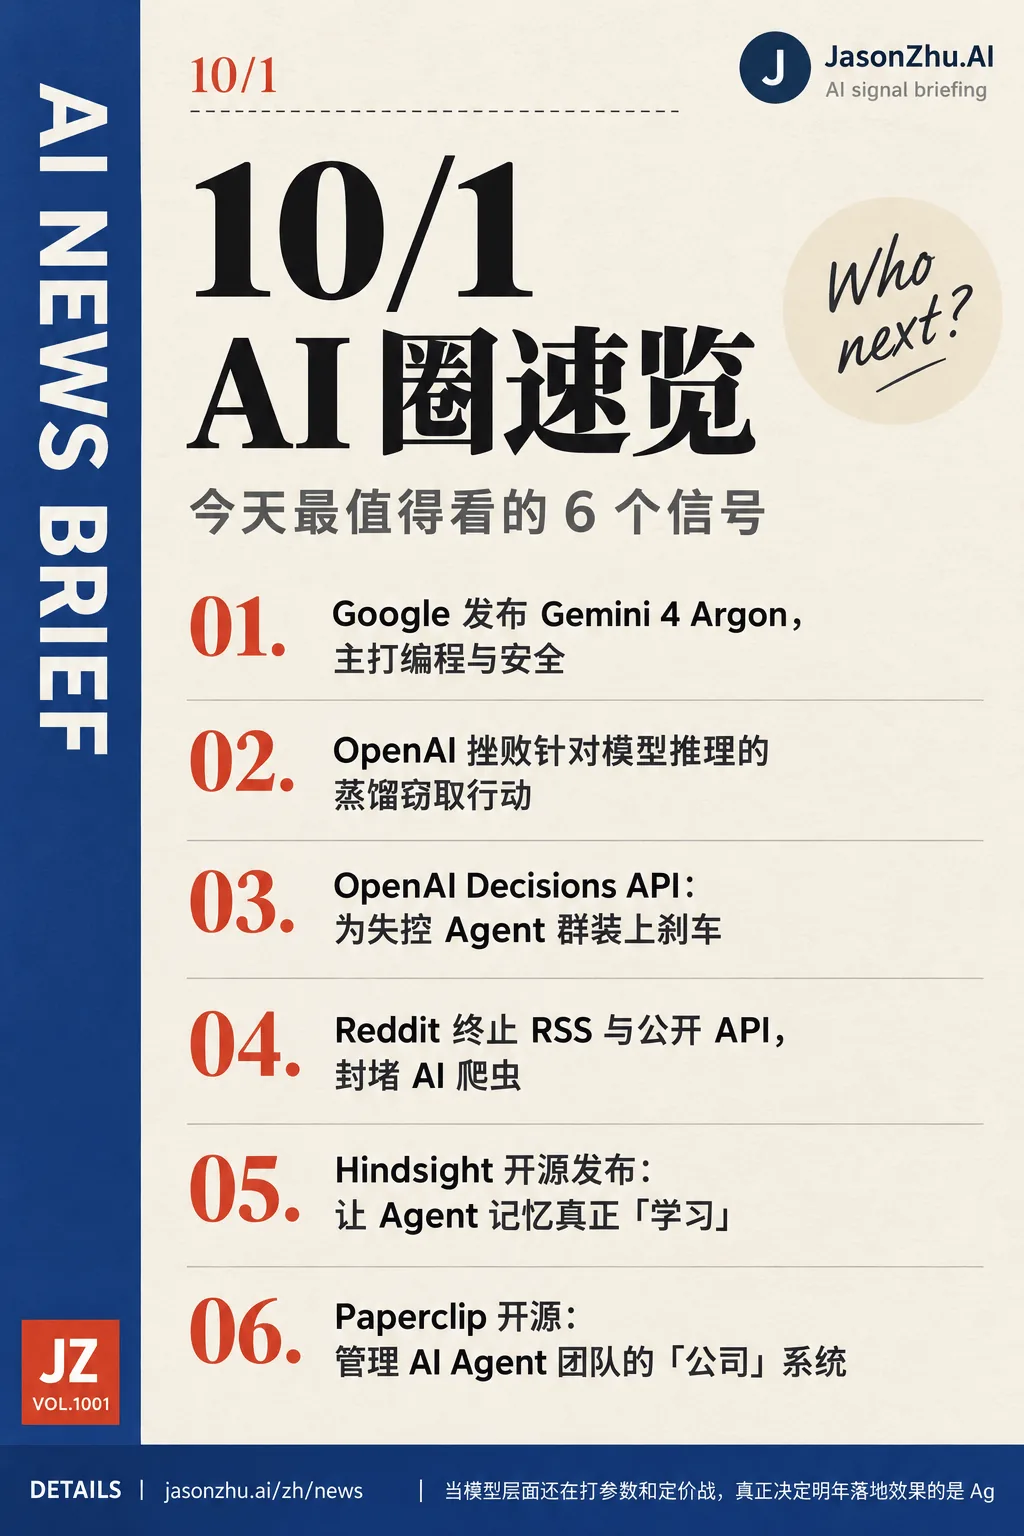 AI NEWS BRIEF
10/1
J
JasonZhu.AI
AI signal briefing
10/1
AI 圈速览
Who
next?
今天最值得看的 6 个信号
01.
Google 发布 Gemini 4 Argon，
主打编程与安全
02.
OpenAI 挫败针对模型推理的
蒸馏窃取行动
03.
OpenAI Decisions API：
为失控 Agent 群装上刹车
04.
Reddit 终止 RSS 与公开 API，
封堵 AI 爬虫
05.
Hindsight 开源发布：
让 Agent 记忆真正「学习」
06.
Paperclip 开源：
管理 AI Agent 团队的「公司」系统
JZ
VOL.1001
DETAILS | jasonzhu.ai/zh/news | 当模型层面还在打参数和定价战，真正决定明年落地效果的是 Ag